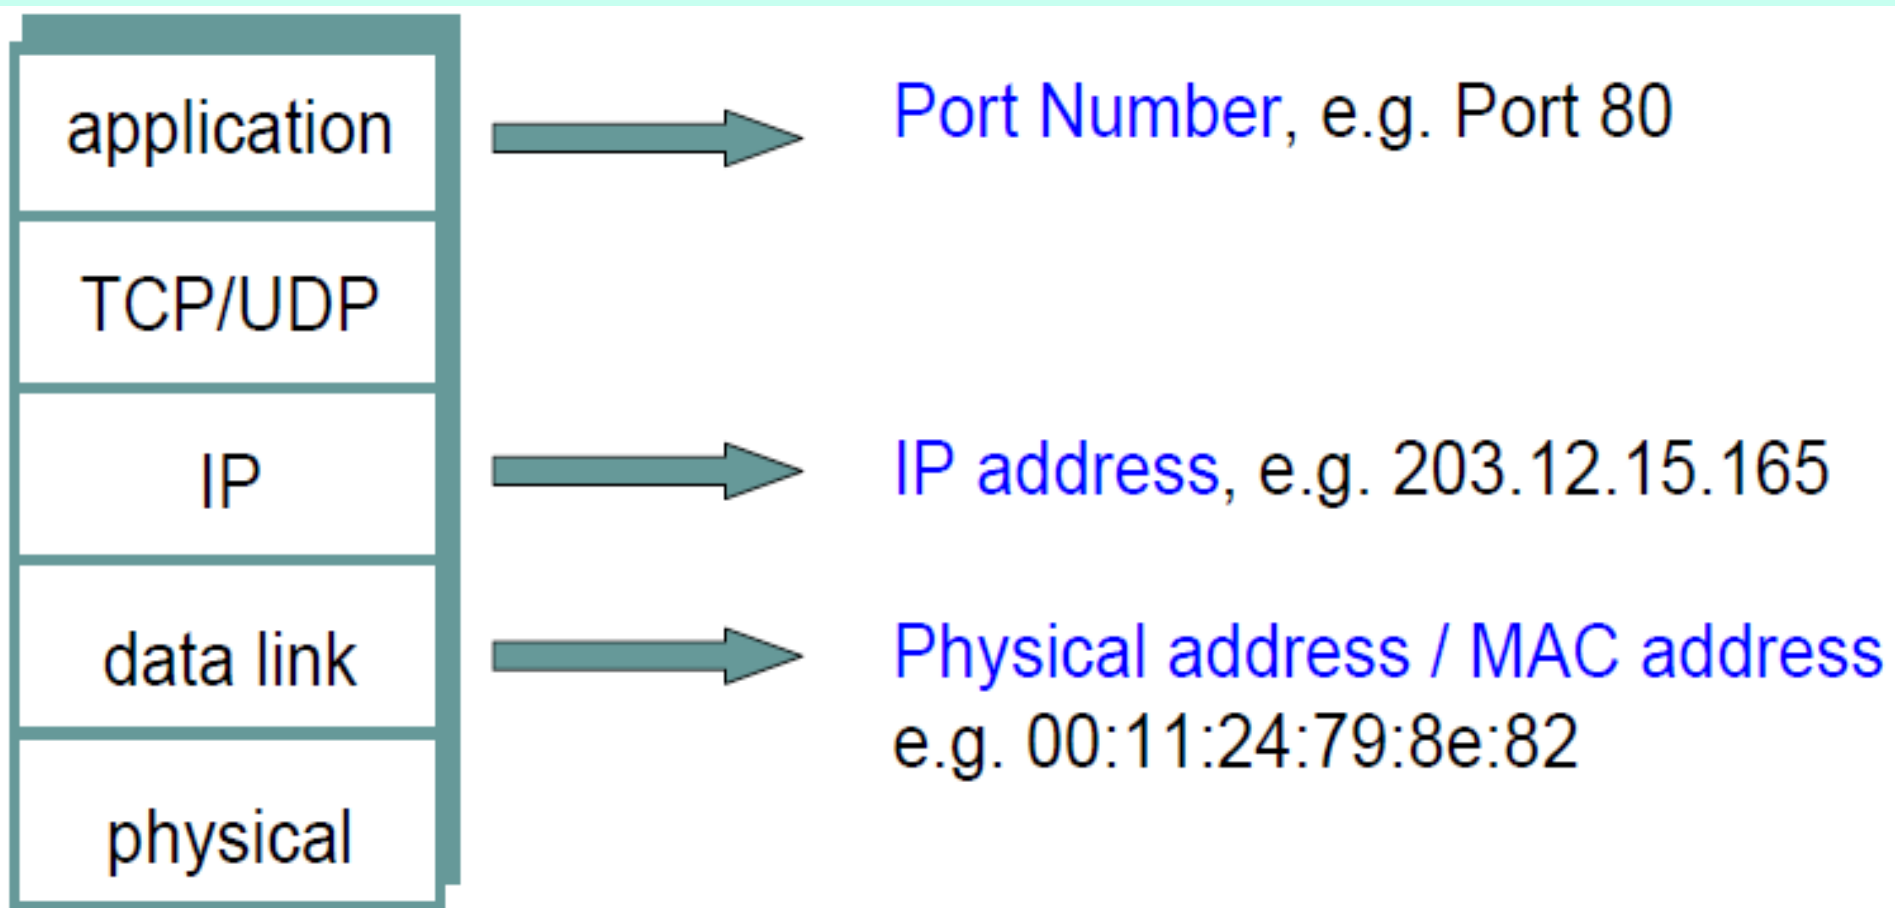 application
Port Number, e.g. Port 80
TCP/UDP
IP
IP address, e.g. 203.12.15.165
data link
Physical address / MAC address
e.g. 00:11:24:79:8e:82
physical